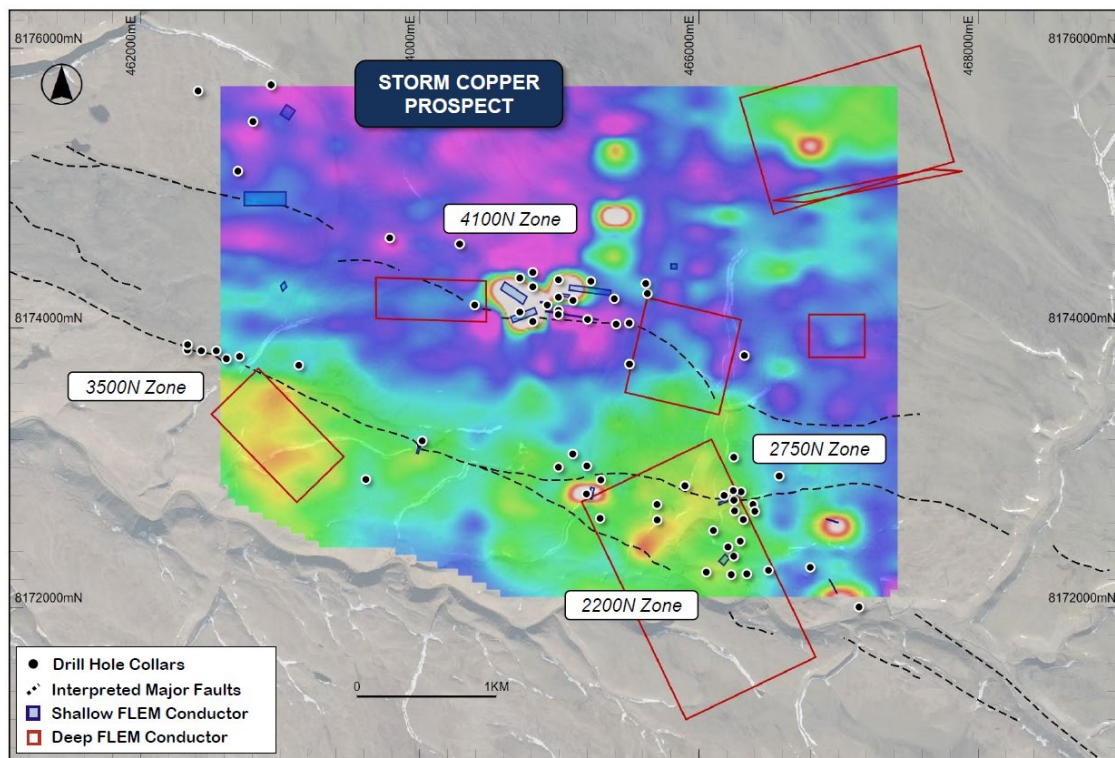 8176000mN
462000mE
464000mE
466000mE
468000mE
8176000mN
STORM COPPER
PROSPECT
4100N Zone
8174000mN
8174000mN
3500N Zone
2750N Zone
8172000mN
2200N Zone
8172000mN
Drill Hole Collars
Interpreted Major Faults
Shallow FLEM Conductor
Deep FLEM Conductor
0
1KM